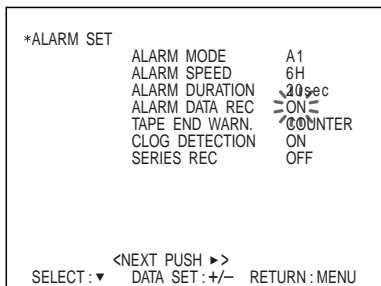 *ALARM SET
ALARM MODE A1
ALARM SPEED 6H
ALARM DURATION 20sec
ALARM DATA REC ON
TAPE END WARN. COUNTER
CLOG DETECTION ON
SERIES REC OFF
<NEXT PUSH ►>
SELECT : ▼ DATA SET : +/– RETURN : MENU